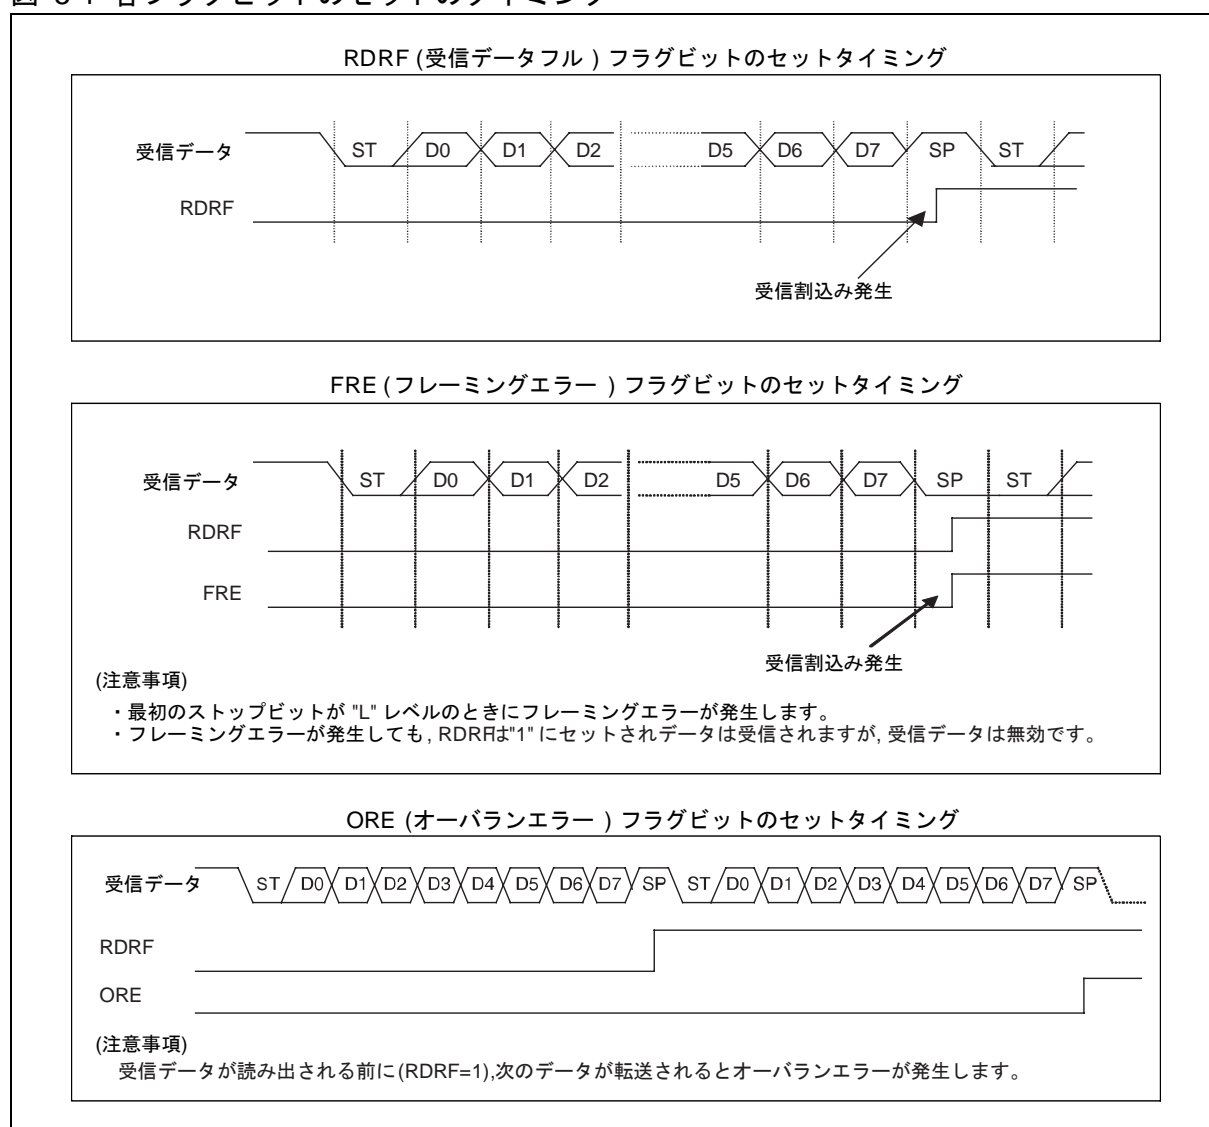 RDRF (受信データフル ) フラグビットのセットタイミング
受信データ ST D0 D1 D2 D5 D6 D7 SP ST
RDRF
受信割込み発生
FRE (フレーミングエラー ) フラグビットのセットタイミング
受信データ ST D0 D1 D2 D5 D6 D7 SP ST
RDRF
FRE
受信割込み発生
(注意事項)
・最初のストップビットが "L" レベルのときにフレーミングエラーが発生します。
・フレーミングエラーが発生しても, RDRFは"1" にセットされデータは受信されますが, 受信データは無効です。
ORE (オーバランエラー ) フラグビットのセットタイミング
受信データ ST D0 D1 D2 D3 D4 D5 D6 D7 SP ST D0 D1 D2 D3 D4 D5 D6 D7 SP
RDRF
ORE
(注意事項)
受信データが読み出される前に(RDRF=1),次のデータが転送されるとオーバランエラーが発生します。